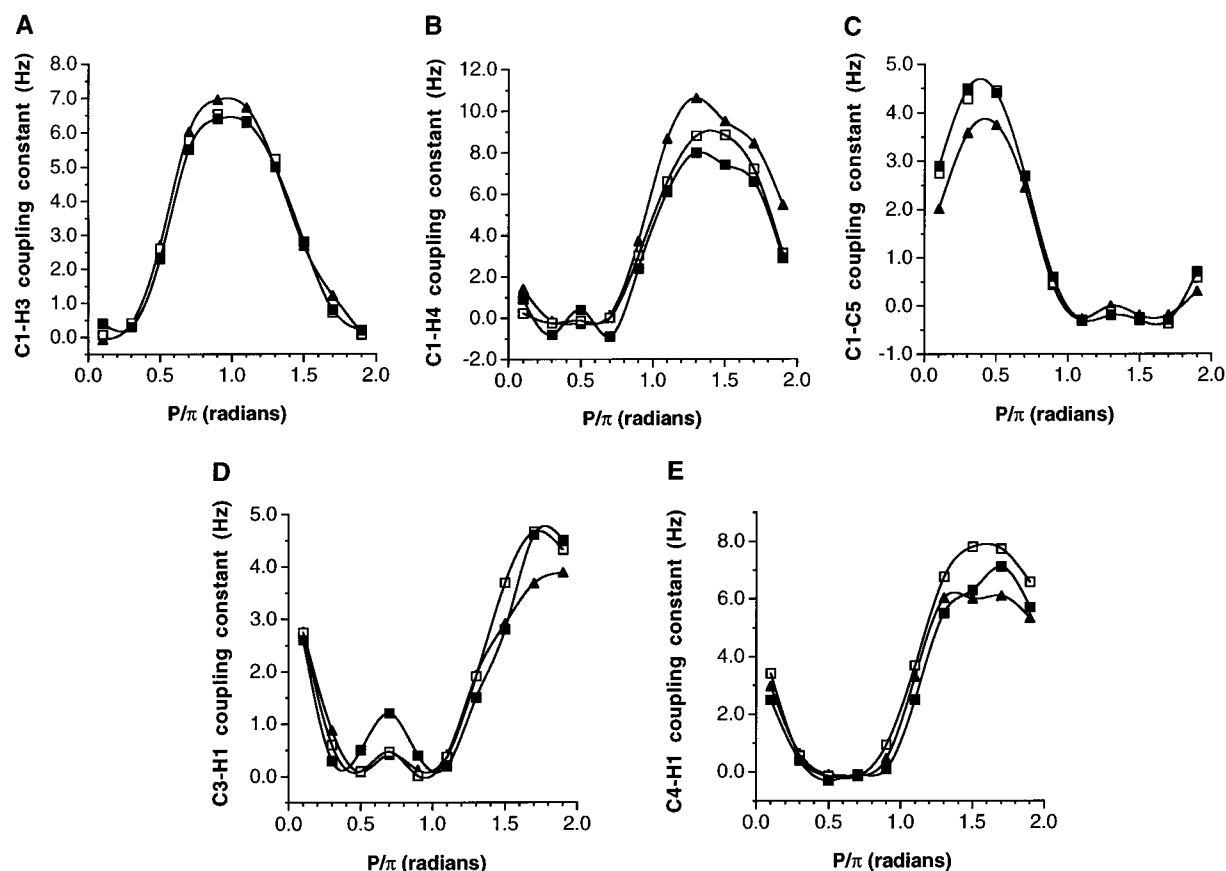 A
C1-H3 coupling constant (Hz)
8.0
7.0
6.0
5.0
4.0
3.0
2.0
1.0
0.0
0.0 0.5 1.0 1.5 2.0
P/π (radians)
B
C1-H4 coupling constant (Hz)
12.0
10.0
8.0
6.0
4.0
2.0
0.0
-2.0
0.0 0.5 1.0 1.5 2.0
P/π (radians)
C
C1-C5 coupling constant (Hz)
5.0
4.0
3.0
2.0
1.0
0.0
-1.0
0.0 0.5 1.0 1.5 2.0
P/π (radians)
D
C3-H1 coupling constant (Hz)
5.0
4.0
3.0
2.0
1.0
0.0
0.0 0.5 1.0 1.5 2.0
P/π (radians)
E
C4-H1 coupling constant (Hz)
8.0
6.0
4.0
2.0
0.0
0.0 0.5 1.0 1.5 2.0
P/π (radians)